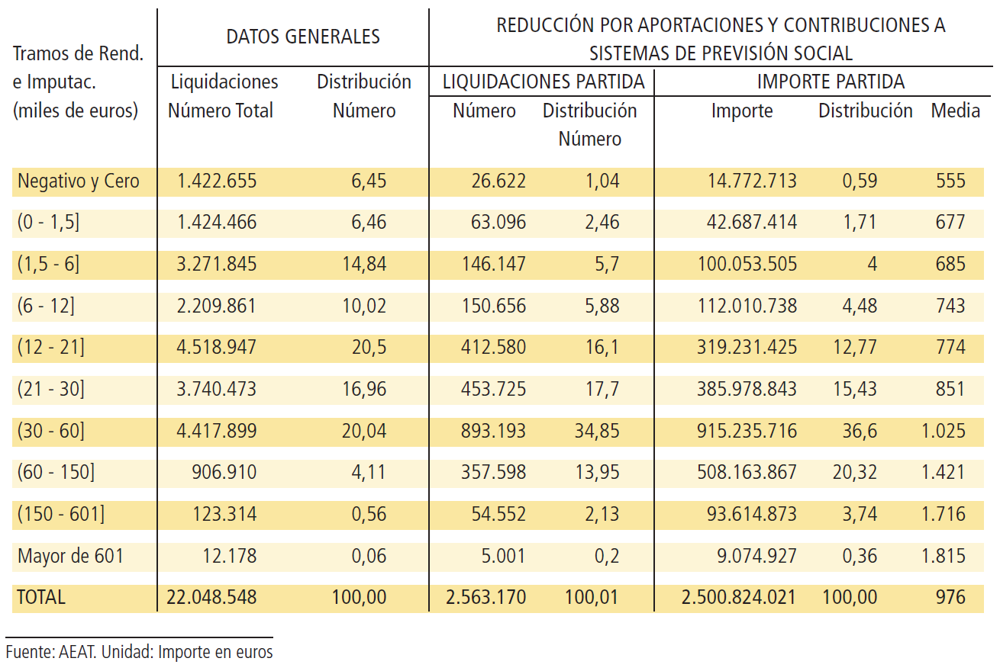 DATOS GENERALES
REDUCCIÓN POR APORTACIONES Y CONTRIBUCIONES A
SISTEMAS DE PREVISIÓN SOCIAL
Tramos de Rend.
e Imputac.
(miles de euros)
Liquidaciones
Número Total
Distribución
Número
LIQUIDACIONES PARTIDA
IMPORTE PARTIDA
Número
Distribución
Número
Importe
Distribución
Media
Negativo y Cero 1.422.655 6,45 26.622 1,04 14.772.713 0,59 555
(0 - 1,5] 1.424.466 6,46 63.096 2,46 42.687.414 1,71 677
(1,5 - 6] 3.271.845 14,84 146.147 5,7 100.053.505 4 685
(6 - 12] 2.209.861 10,02 150.656 5,88 112.010.738 4,48 743
(12 - 21] 4.518.947 20,5 412.580 16,1 319.231.425 12,77 774
(21 - 30] 3.740.473 16,96 453.725 17,7 385.978.843 15,43 851
(30 - 60] 4.417.899 20,04 893.193 34,85 915.235.716 36,6 1.025
(60 - 150] 906.910 4,11 357.598 13,95 508.163.867 20,32 1.421
(150 - 601] 123.314 0,56 54.552 2,13 93.614.873 3,74 1.716
Mayor de 601 12.178 0,06 5.001 0,2 9.074.927 0,36 1.815
TOTAL 22.048.548 100,00 2.563.170 100,01 2.500.824.021 100,00 976
Fuente: AEAT. Unidad: Importe en euros